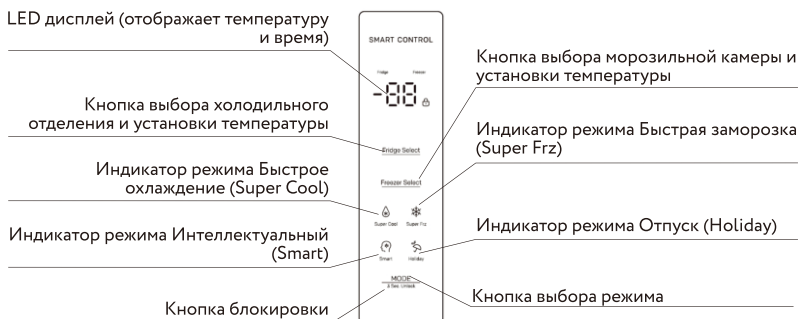 LED дисплей (отображает температуру
и время)
Кнопка выбора холодильного
отделения и установки температуры
Индикатор режима Быстрое
охлаждение (Super Cool)
Индикатор режима Интеллектуальный
(Smart)
Кнопка блокировки
SMART CONTROL
Fridge Freezer
-88
Fridge Select
Freezer Select
Super Cool Super Frz
Smart Holiday
MODE
3 Sec. Unlock
Кнопка выбора морозильной камеры и
установки температуры
Индикатор режима Быстрая заморозка
(Super Frz)
Индикатор режима Отпуск (Holiday)
Кнопка выбора режима